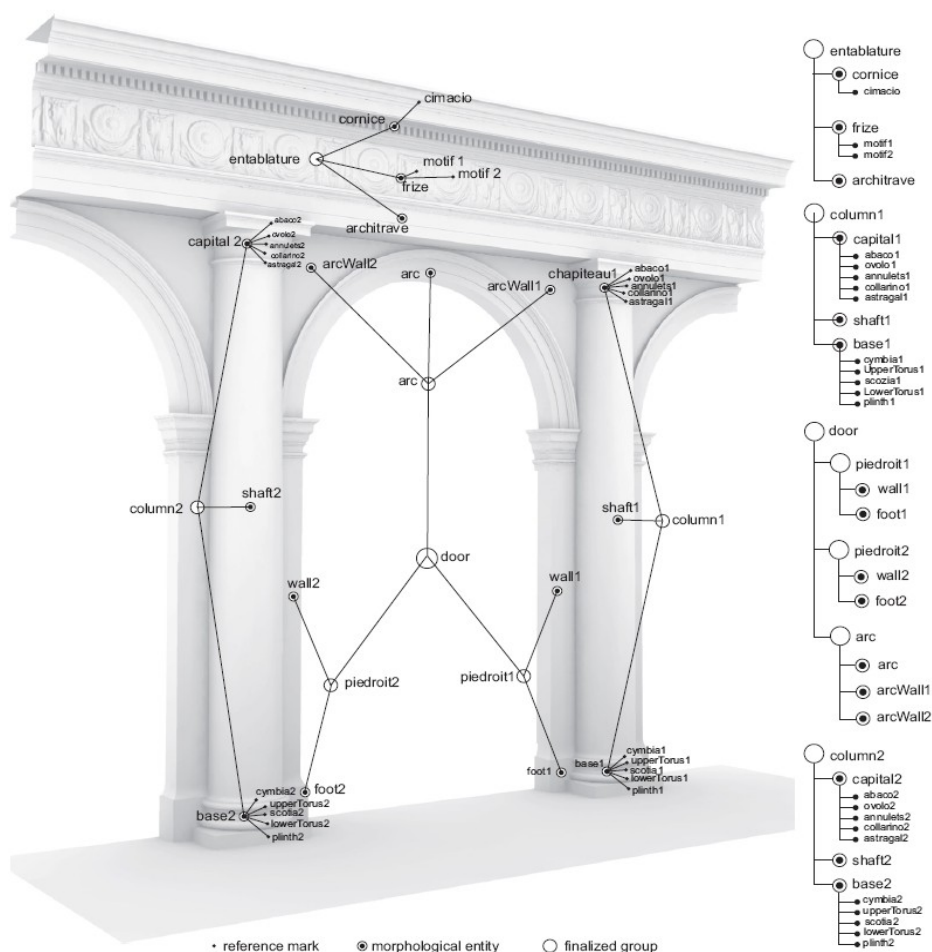 cimacio
cornice
entablature
motif 1
motif 2
frize
architrave
capital 2
abaco2
ovolo2
annulets2
collarino2
astragal2
arcWall2
arc
arcWall1
chapiteau1
abaco1
ovolo1
annulets1
collarino1
astragal1
arc
column2
shaft2
shaft1
column1
door
wall2
wall1
piedroit2
piedroit1
foot2
foot1
base2
cymbia2
upperTorus2
scotia2
lowerTorus2
plinth2
base1
cymbia1
upperTorus1
scotia1
lowerTorus1
plinth1
entablature
cornice
cimacio
frize
motif1
motif2
architrave
column1
capital1
abaco1
ovolo1
annulets1
collarino1
astragal1
shaft1
base1
cymbia1
UpperTorus1
scozia1
LowerTorus1
plinth1
door
piedroit1
wall1
foot1
piedroit2
wall2
foot2
arc
arc
arcWall1
arcWall2
column2
capital2
abaco2
ovolo2
annulets2
collarino2
astragal2
shaft2
base2
cymbia2
upperTorus2
scotia2
lowerTorus2
plinth2
reference mark morphological entity finalized group